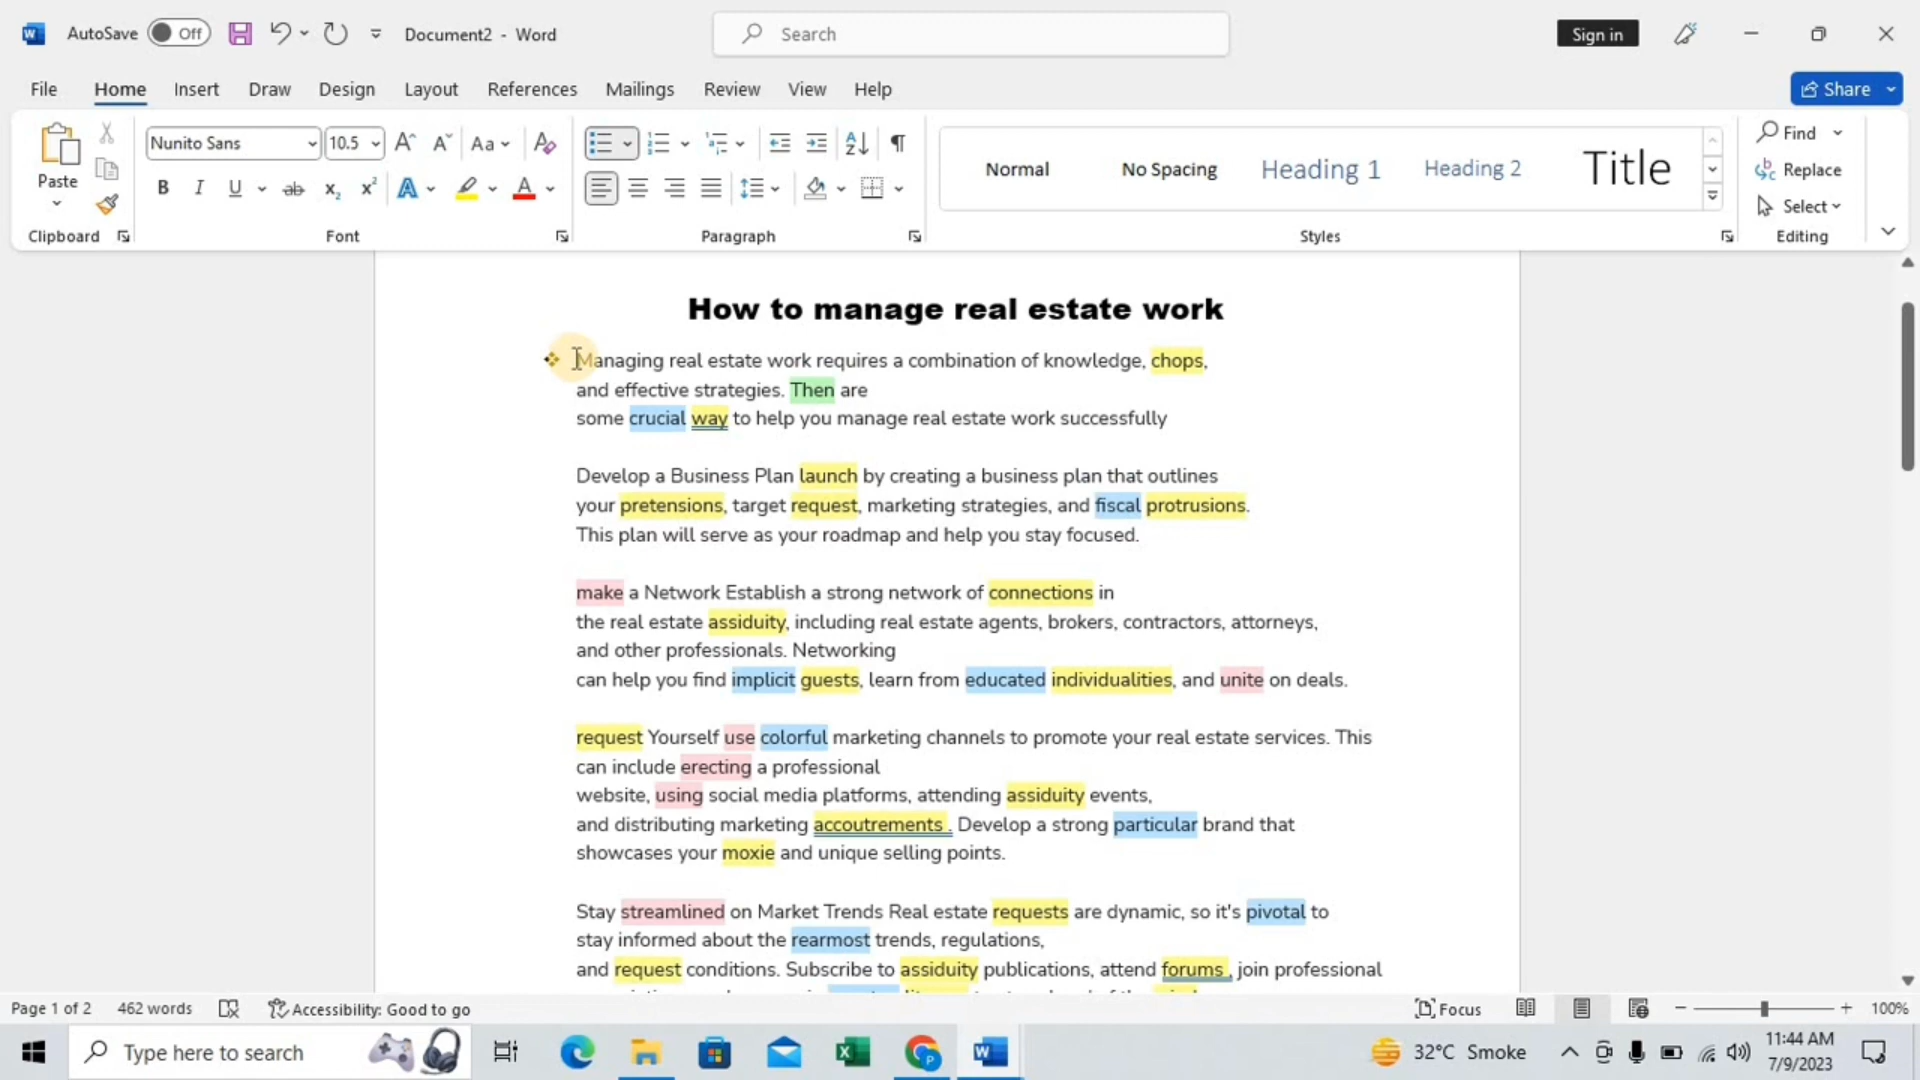 AutoSave Off Document2 - Word Search Sign in
File Home Insert Draw Design Layout References Mailings Review View Help Share
Paste Nunito Sans 10.5 Normal No Spacing Heading 1 Heading 2 Title Find Replace Select
Clipboard Font Paragraph Styles Editing
How to manage real estate work
Managing real estate work requires a combination of knowledge, chops,
and effective strategies. Then are
some crucial way to help you manage real estate work successfully
Develop a Business Plan launch by creating a business plan that outlines
your pretensions, target request, marketing strategies, and fiscal protrusions.
This plan will serve as your roadmap and help you stay focused.
make a Network Establish a strong network of connections in
the real estate assiduity, including real estate agents, brokers, contractors, attorneys,
and other professionals. Networking
can help you find implicit guests, learn from educated individualities, and unite on deals.
request Yourself use colorful marketing channels to promote your real estate services. This
can include erecting a professional
website, using social media platforms, attending assiduity events,
and distributing marketing accoutrements . Develop a strong particular brand that
showcases your moxie and unique selling points.
Stay streamlined on Market Trends Real estate requests are dynamic, so it's pivotal to
stay informed about the rearmost trends, regulations,
and request conditions. Subscribe to assiduity publications, attend forums , join professional
Page 1 of 2 462 words Accessibility: Good to go Focus 100%
Type here to search 32°C Smoke 11:44 AM
7/9/2023